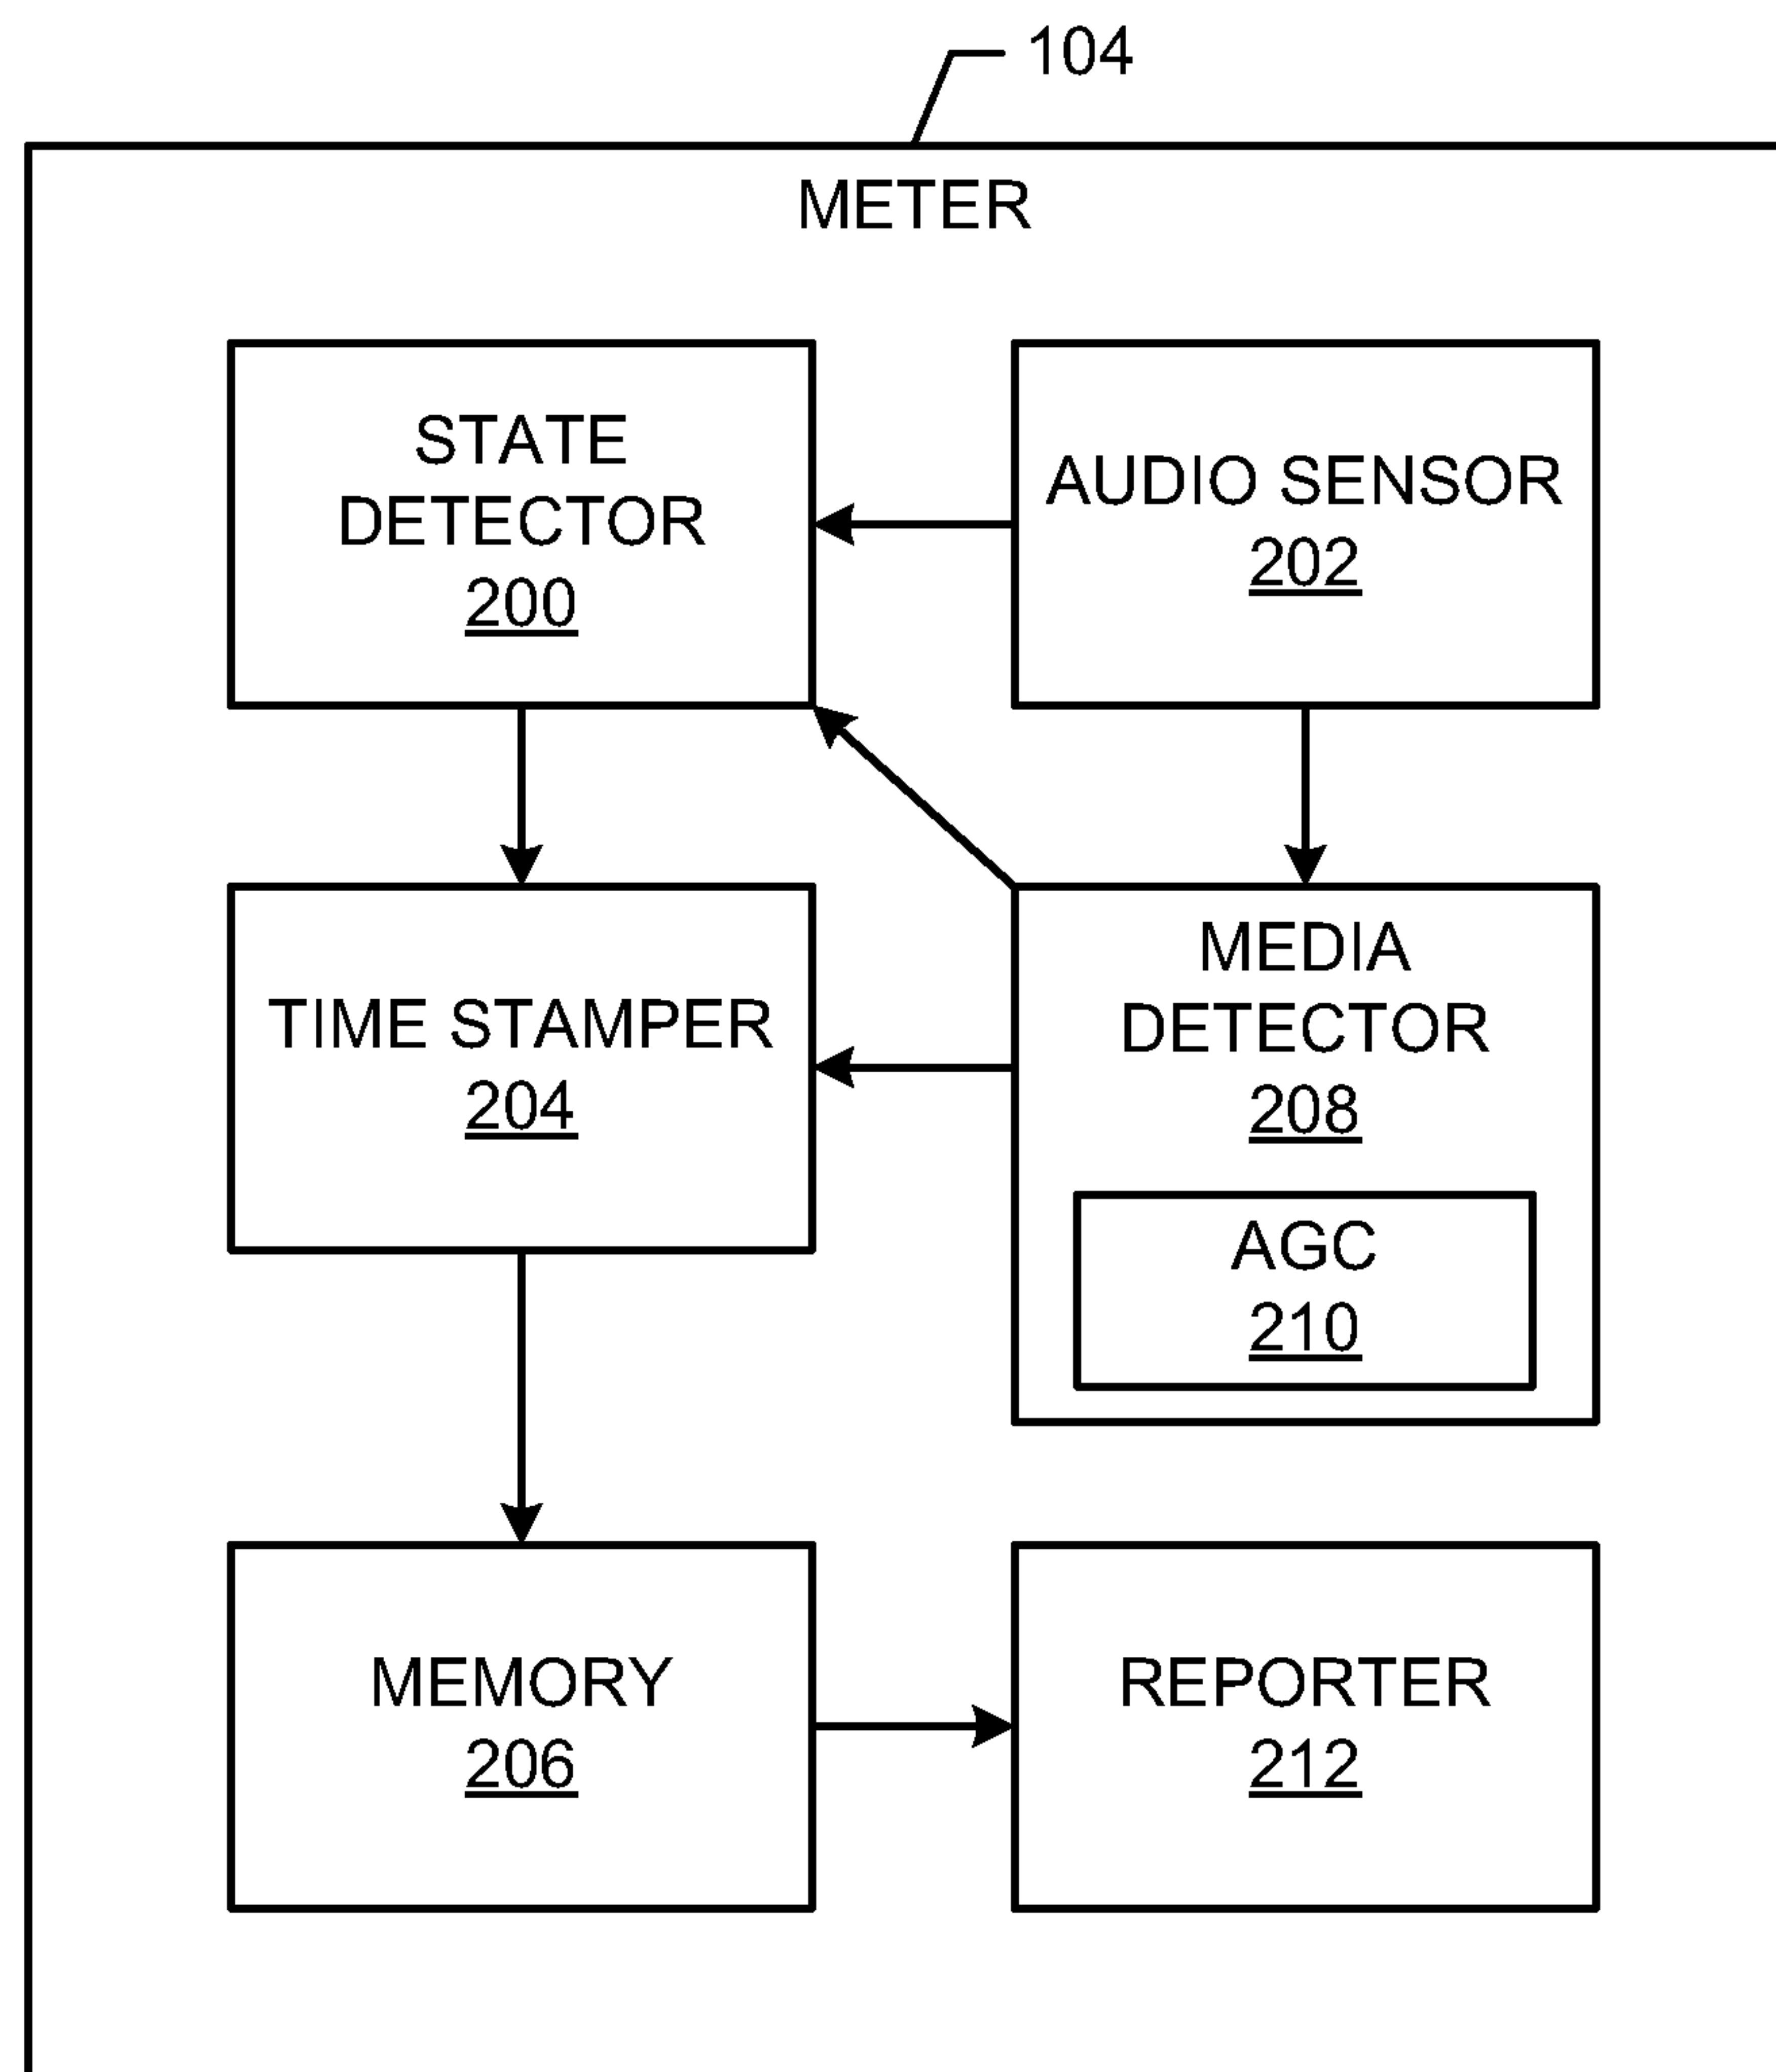 104
METER
STATE
DETECTOR
200
AUDIO SENSOR
202
TIME STAMPER
204
MEDIA
DETECTOR
208
AGC
210
MEMORY
206
REPORTER
212